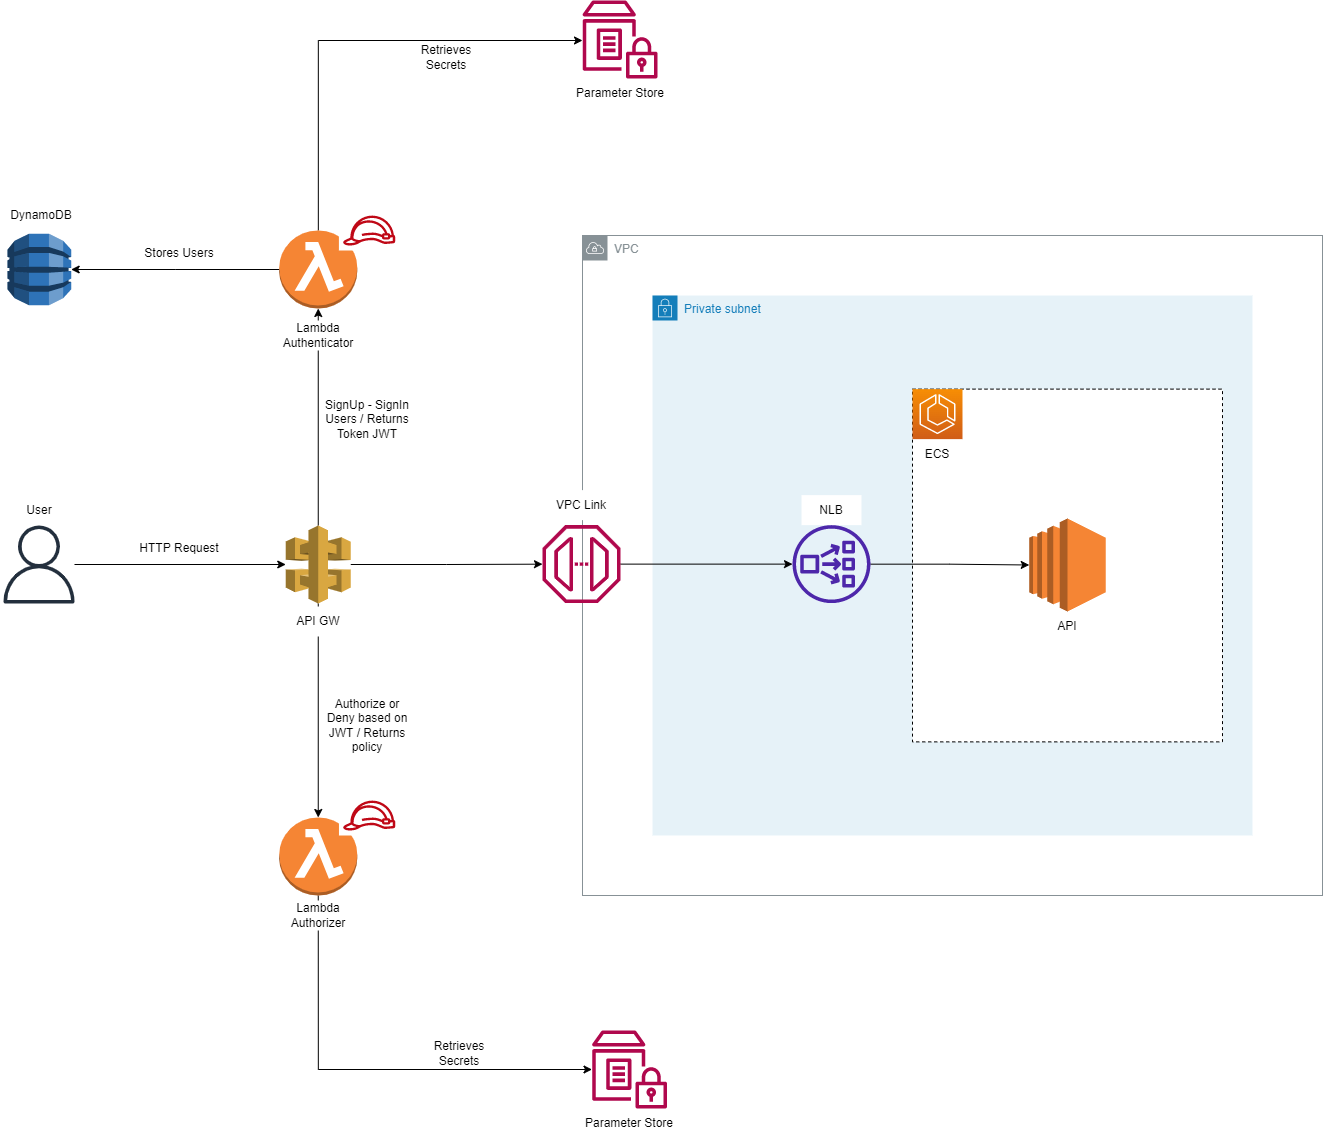 Retrieves
Secrets
Parameter Store
DynamoDB
Stores Users
Lambda
Authenticator
VPC
Private subnet
SignUp - SignIn
Users / Returns
Token JWT
ECS
User
HTTP Request
API GW
VPC Link
NLB
API
Authorize or
Deny based on
JWT / Returns
policy
Lambda
Authorizer
Retrieves
Secrets
Parameter Store